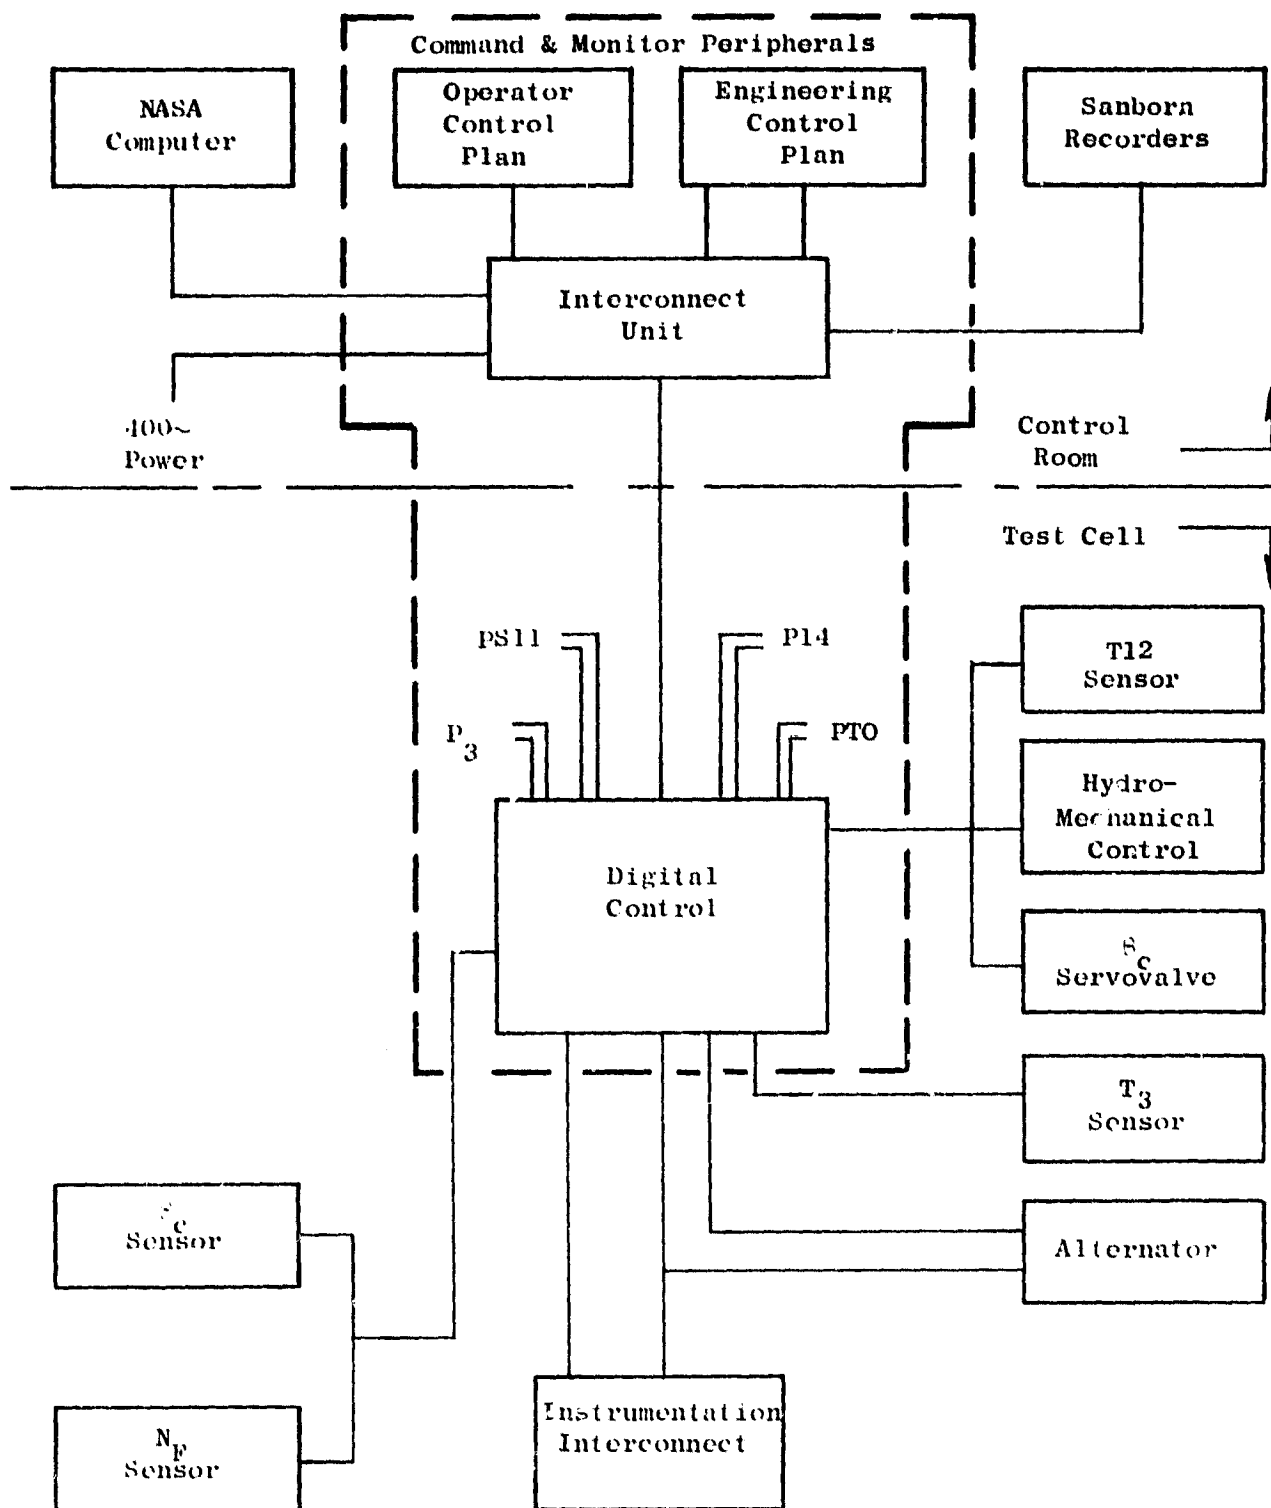 Command & Monitor Peripherals
NASA
Computer
Operator
Control
Plan
Engineering
Control
Plan
Sanborn
Recorders
Interconnect
Unit
400~
Power
Control
Room
Test Cell
PS11
P14
P3
PTO
T12
Sensor
Hydro-
Mechanical
Control
Digital
Control
c
Servovalve
T3
Sensor
c
Sensor
Alternator
NF
Sensor
Instrumentation
Interconnect